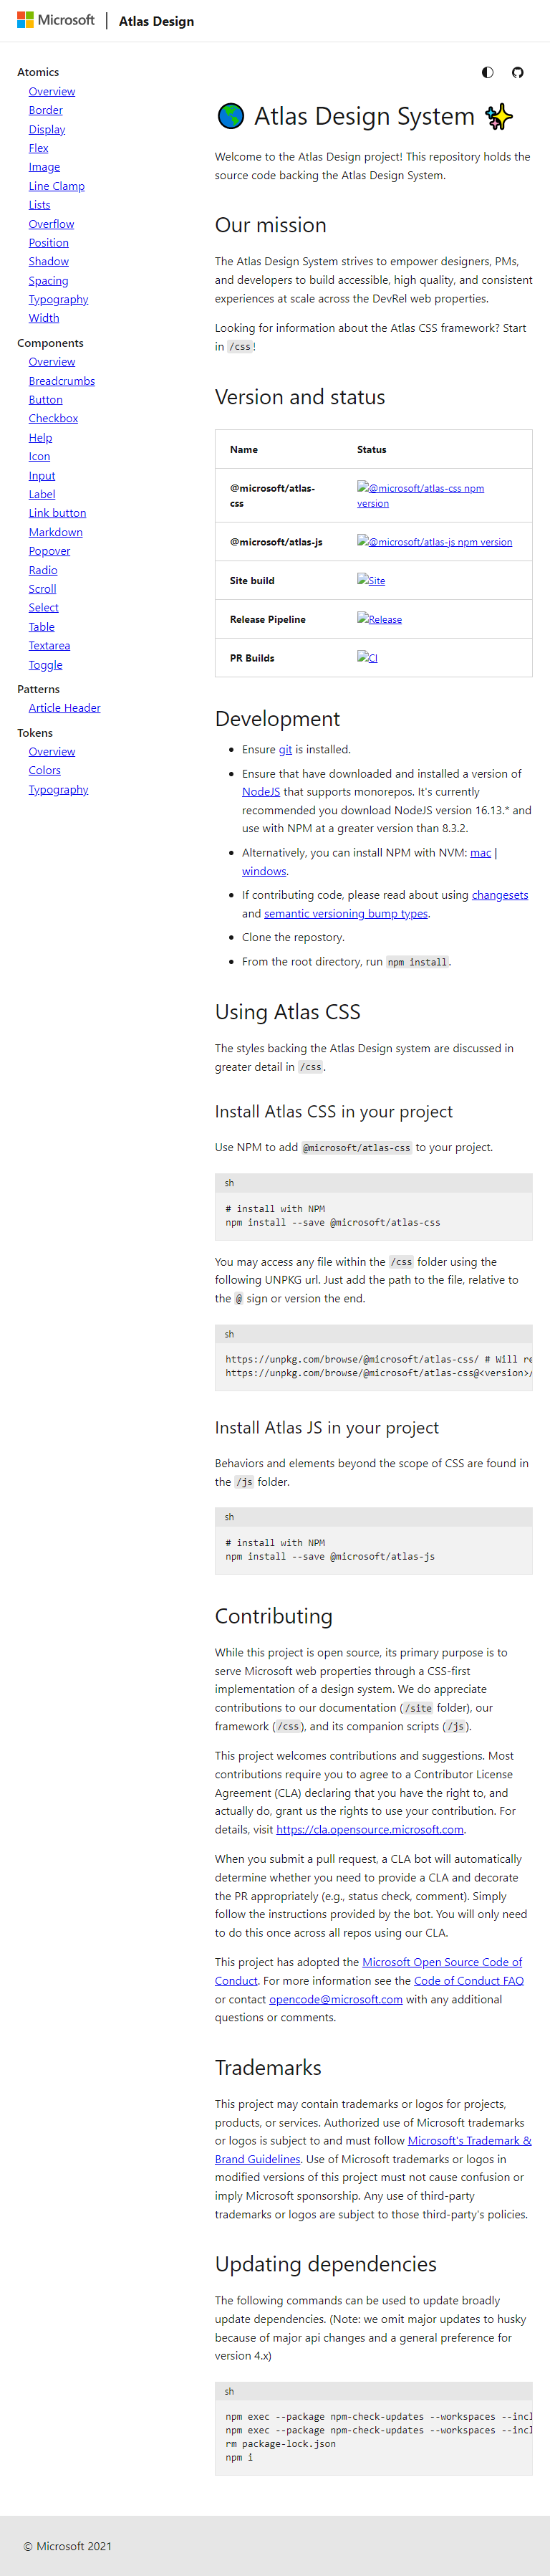 Microsoft | Atlas Design
Atomics
Overview
Border
Display
Flex
Image
Line Clamp
Lists
Overflow
Position
Shadow
Spacing
Typography
Width
Components
Overview
Breadcrumbs
Button
Checkbox
Help
Icon
Input
Label
Link button
Markdown
Popover
Radio
Scroll
Select
Table
Textarea
Toggle
Patterns
Article Header
Tokens
Overview
Colors
Typography
Atlas Design System
Welcome to the Atlas Design project! This repository holds the
source code backing the Atlas Design System.
Our mission
The Atlas Design System strives to empower designers, PMs,
and developers to build accessible, high quality, and consistent
experiences at scale across the DevRel web properties.
Looking for information about the Atlas CSS framework? Start
in /css!
Version and status
Name Status
@microsoft/atlas-
css
@microsoft/atlas-css npm
version
@microsoft/atlas-js @microsoft/atlas-js npm version
Site build Site
Release Pipeline Release
PR Builds CI
Development
• Ensure git is installed.
• Ensure that have downloaded and installed a version of
NodeJS that supports monorepos. It's currently
recommended you download NodeJS version 16.13.* and
use with NPM at a greater version than 8.3.2.
• Alternatively, you can install NPM with NVM: mac |
windows.
• If contributing code, please read about using changesets
and semantic versioning bump types.
• Clone the repostory.
• From the root directory, run npm install.
Using Atlas CSS
The styles backing the Atlas Design system are discussed in
greater detail in /css.
Install Atlas CSS in your project
Use NPM to add @microsoft/atlas-css to your project.
sh
# install with NPM
npm install --save @microsoft/atlas-css
You may access any file within the /css folder using the
following UNPKG url. Just add the path to the file, relative to
the @ sign or version the end.
sh
https://unpkg.com/browse/@microsoft/atlas-css/ # Will re
https://unpkg.com/browse/@microsoft/atlas-css@<version>/
Install Atlas JS in your project
Behaviors and elements beyond the scope of CSS are found in
the /js folder.
sh
# install with NPM
npm install --save @microsoft/atlas-js
Contributing
While this project is open source, its primary purpose is to
serve Microsoft web properties through a CSS-first
implementation of a design system. We do appreciate
contributions to our documentation (/site folder), our
framework (/css), and its companion scripts (/js).
This project welcomes contributions and suggestions. Most
contributions require you to agree to a Contributor License
Agreement (CLA) declaring that you have the right to, and
actually do, grant us the rights to use your contribution. For
details, visit https://cla.opensource.microsoft.com.
When you submit a pull request, a CLA bot will automatically
determine whether you need to provide a CLA and decorate
the PR appropriately (e.g., status check, comment). Simply
follow the instructions provided by the bot. You will only need
to do this once across all repos using our CLA.
This project has adopted the Microsoft Open Source Code of
Conduct. For more information see the Code of Conduct FAQ
or contact opencode@microsoft.com with any additional
questions or comments.
Trademarks
This project may contain trademarks or logos for projects,
products, or services. Authorized use of Microsoft trademarks
or logos is subject to and must follow Microsoft's Trademark &
Brand Guidelines. Use of Microsoft trademarks or logos in
modified versions of this project must not cause confusion or
imply Microsoft sponsorship. Any use of third-party
trademarks or logos are subject to those third-party's policies.
Updating dependencies
The following commands can be used to update broadly
update dependencies. (Note: we omit major updates to husky
because of major api changes and a general preference for
version 4.x)
sh
npm exec --package npm-check-updates --workspaces --incl
npm exec --package npm-check-updates --workspaces --incl
rm package-lock.json
npm i
© Microsoft 2021